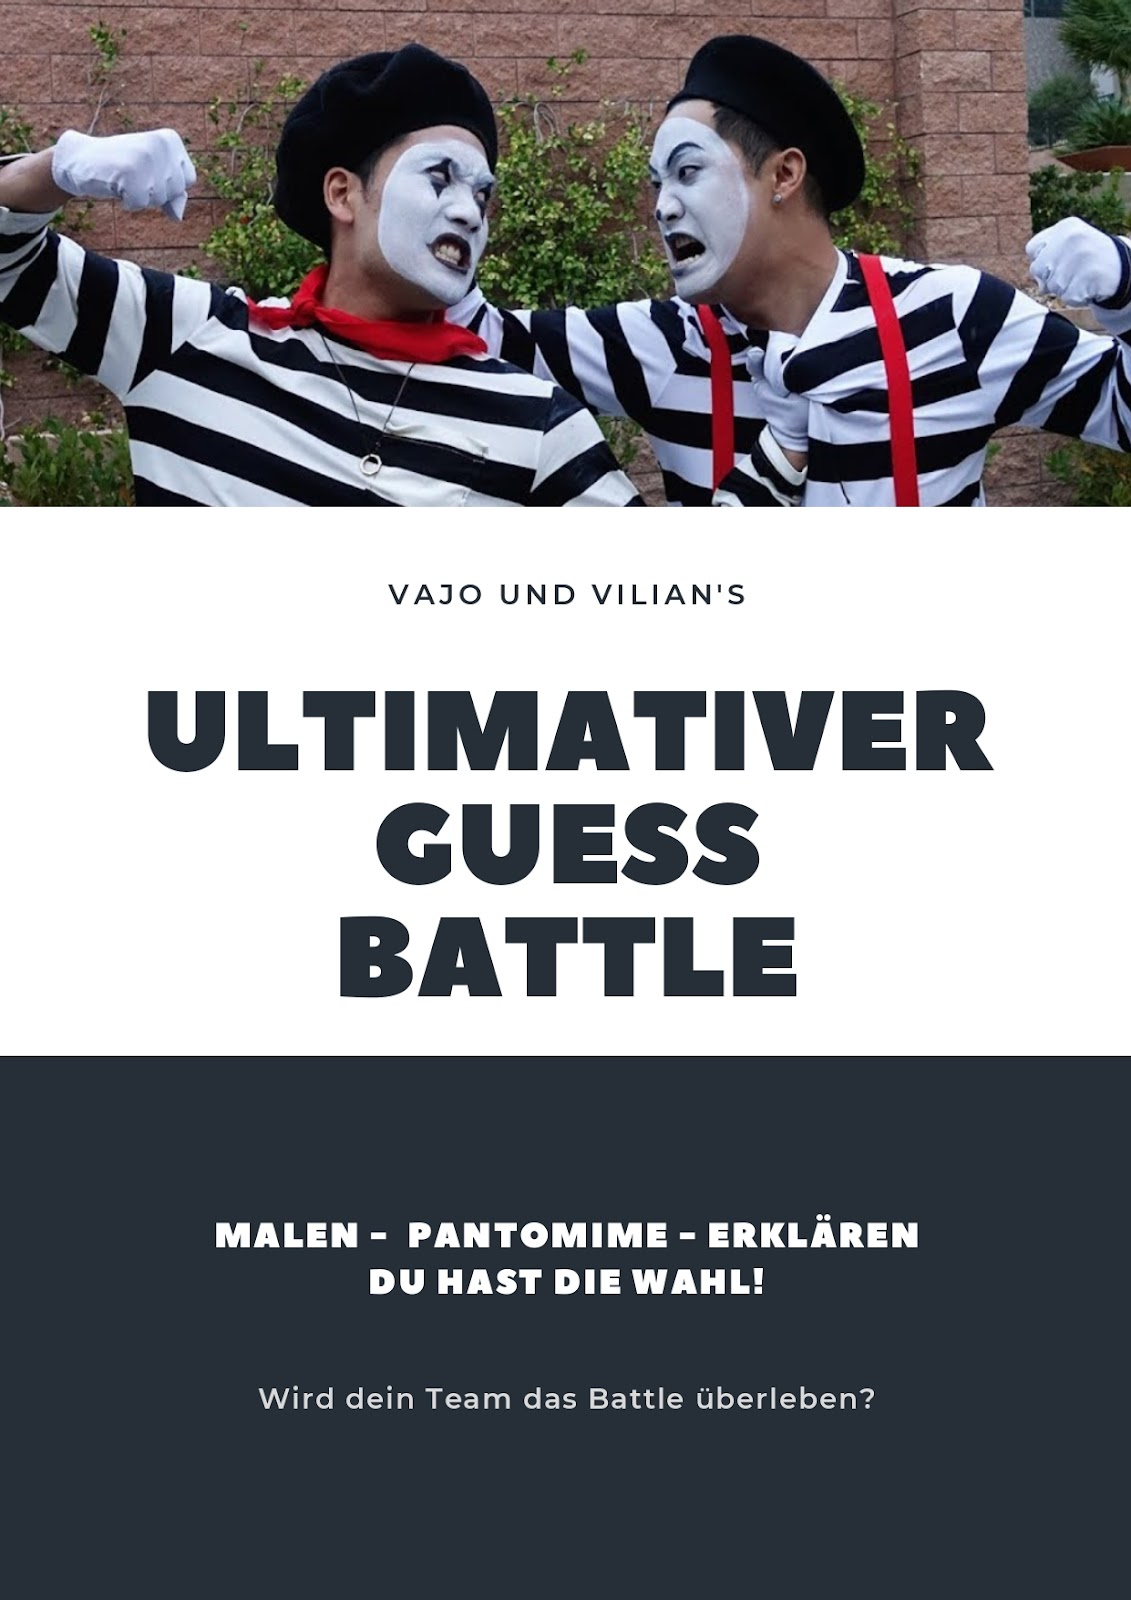 VAJO UND VILIAN'S
ULTIMATIVER
GUESS
BATTLE
MALEN - PANTOMIME - ERKLÄREN
DU HAST DIE WAHL!
Wird dein Team das Battle überleben?